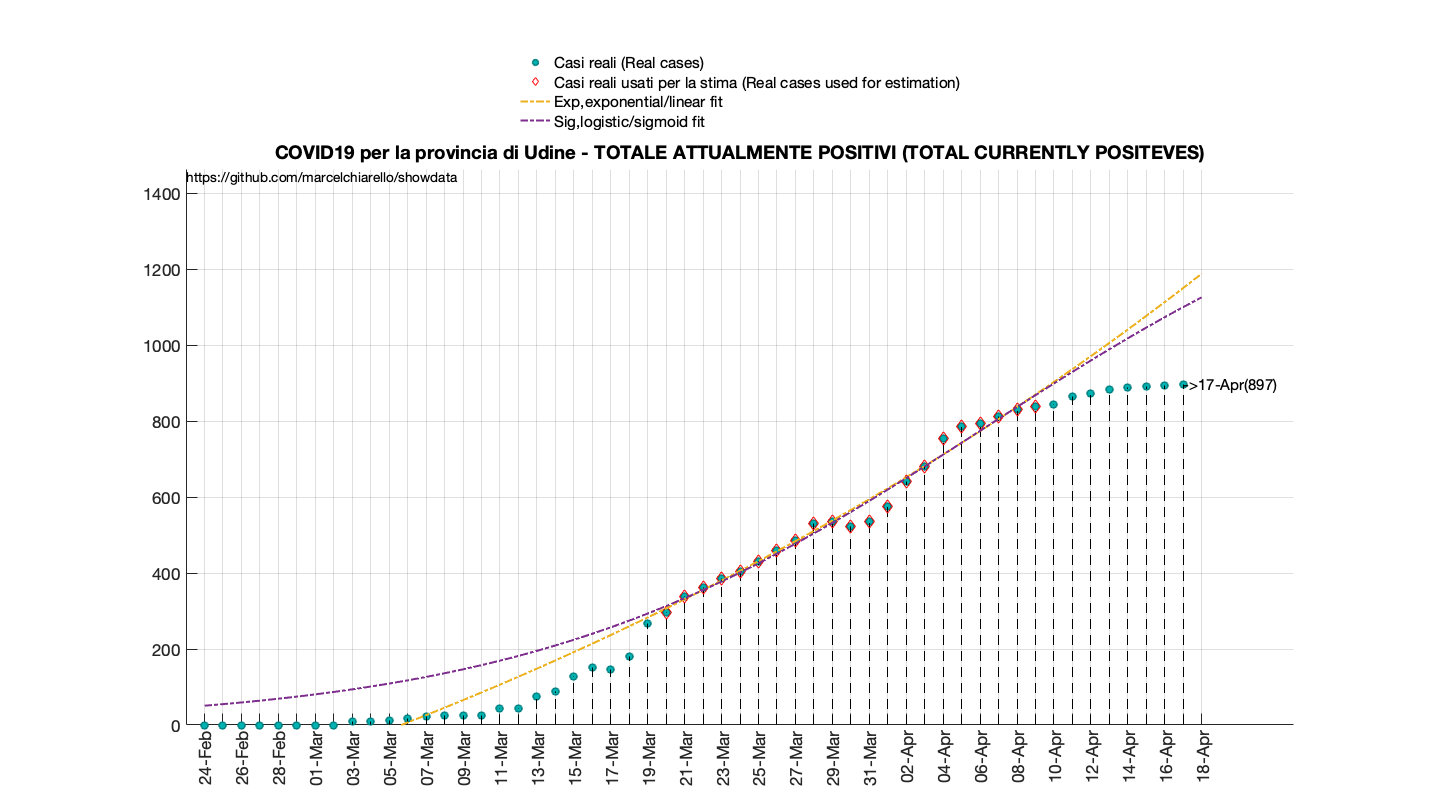 Casi reali (Real cases)
Casi reali usati per la stima (Real cases used for estimation)
Exp,exponential/linear fit
Sig,logistic/sigmoid fit
COVID19 per la provincia di Udine - TOTALE ATTUALMENTE POSITIVI (TOTAL CURRENTLY POSITEVES)
https://github.com/marcelchiarello/showdata
1400
1200
1000
800
600
400
200
0
>17-Apr(897)
24-Feb
26-Feb
28-Feb
01-Mar
03-Mar
05-Mar
07-Mar
09-Mar
11-Mar
13-Mar
15-Mar
17-Mar
19-Mar
21-Mar
23-Mar
25-Mar
27-Mar
29-Mar
31-Mar
02-Apr
04-Apr
06-Apr
08-Apr
10-Apr
12-Apr
14-Apr
16-Apr
18-Apr